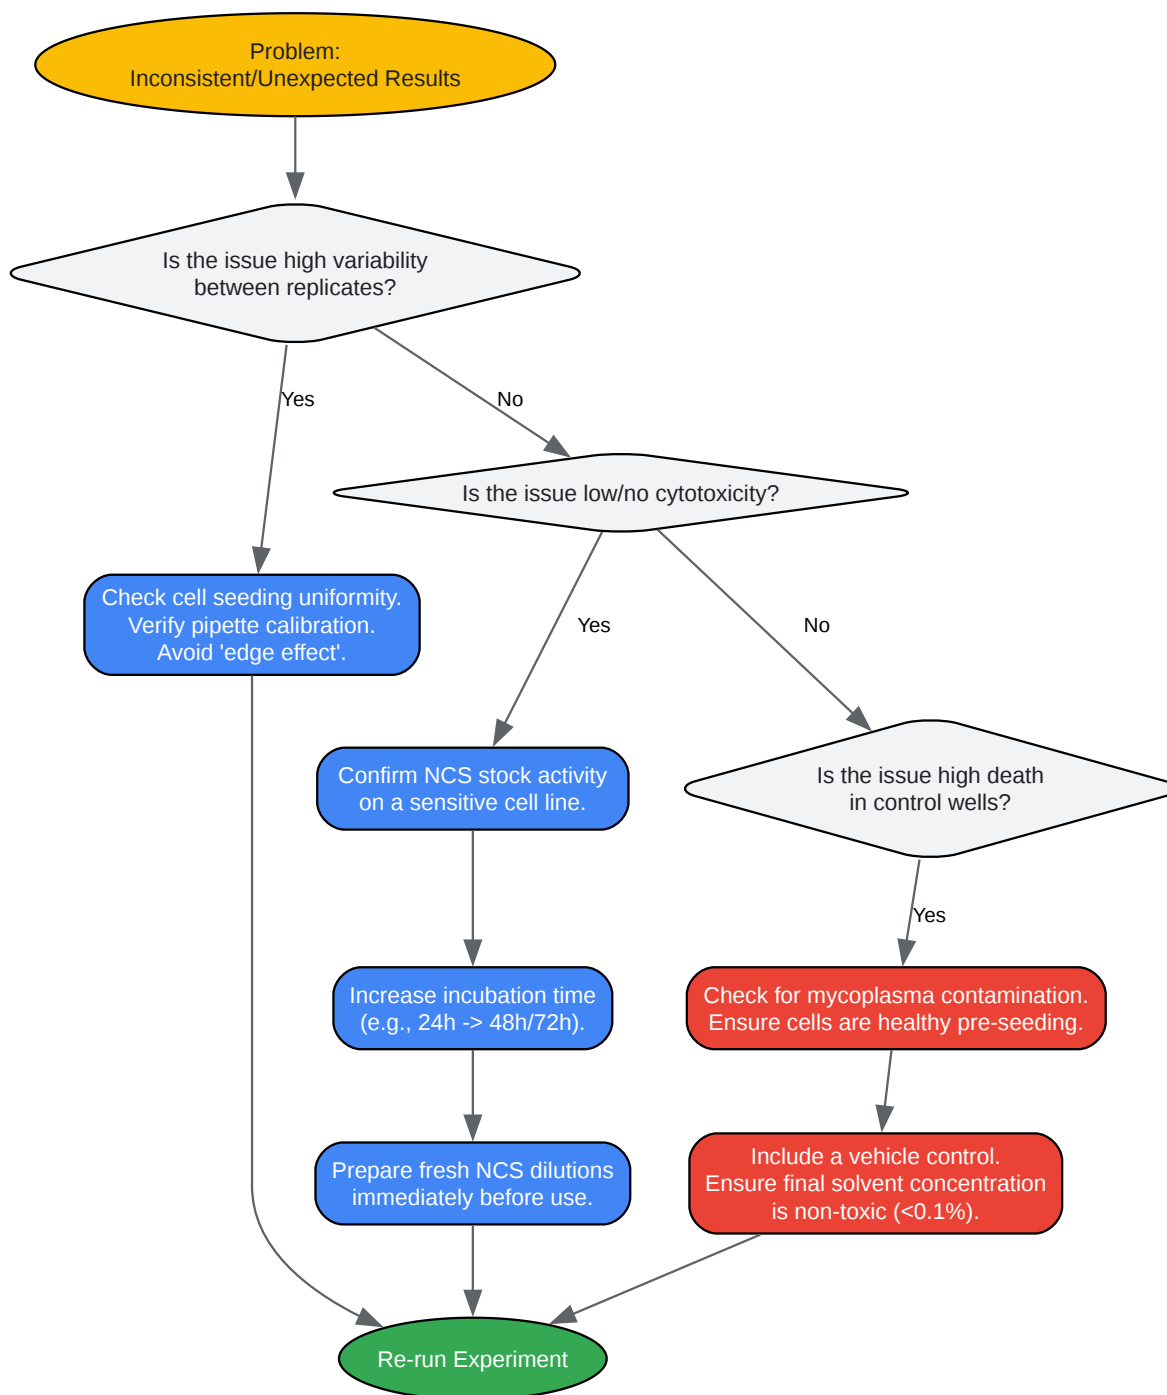 Problem:
Inconsistent/Unexpected Results
Is the issue high variability
between replicates?
Yes
No
Is the issue low/no cytotoxicity?
Check cell seeding uniformity.
Verify pipette calibration.
Avoid 'edge effect'.
Yes
No
Confirm NCS stock activity
on a sensitive cell line.
Is the issue high death
in control wells?
Yes
Increase incubation time
(e.g., 24h -> 48h/72h).
Check for mycoplasma contamination.
Ensure cells are healthy pre-seeding.
Prepare fresh NCS dilutions
immediately before use.
Include a vehicle control.
Ensure final solvent concentration
is non-toxic (<0.1%).
Re-run Experiment